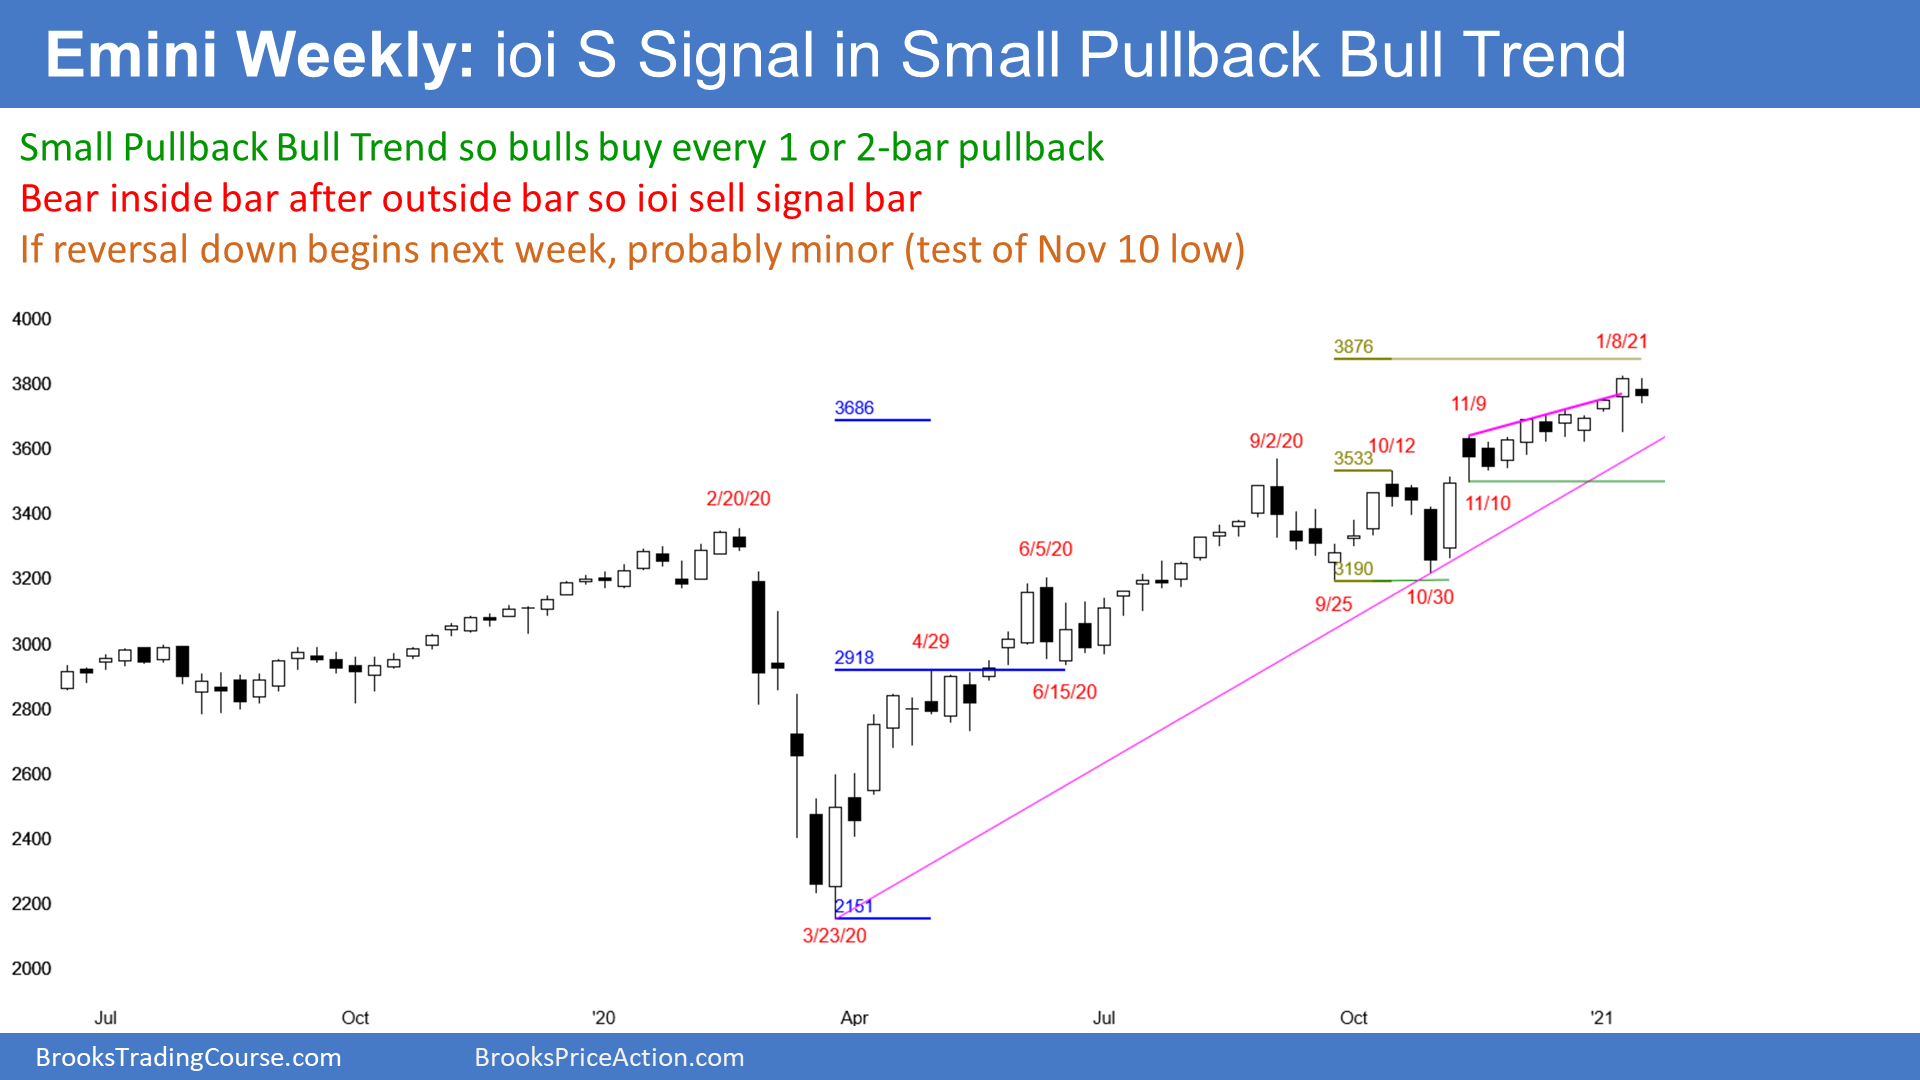 Emini Weekly: ioi S Signal in Small Pullback Bull Trend
Small Pullback Bull Trend so bulls buy every 1 or 2-bar pullback
Bear inside bar after outside bar so ioi sell signal bar
If reversal down begins next week, probably minor (test of Nov 10 low)
4000
3800
3600
3400
3200
3000
2800
2600
2400
2200
2000
3876
1/8/21
3686
11/9
9/2/20
10/12
3533
2/20/20
11/10
6/5/20
3190
9/25
10/30
4/29
2918
6/15/20
2151
3/23/20
Jul
Oct
'20
Apr
Jul
Oct
'21
BrooksTradingCourse.com
BrooksPriceAction.com